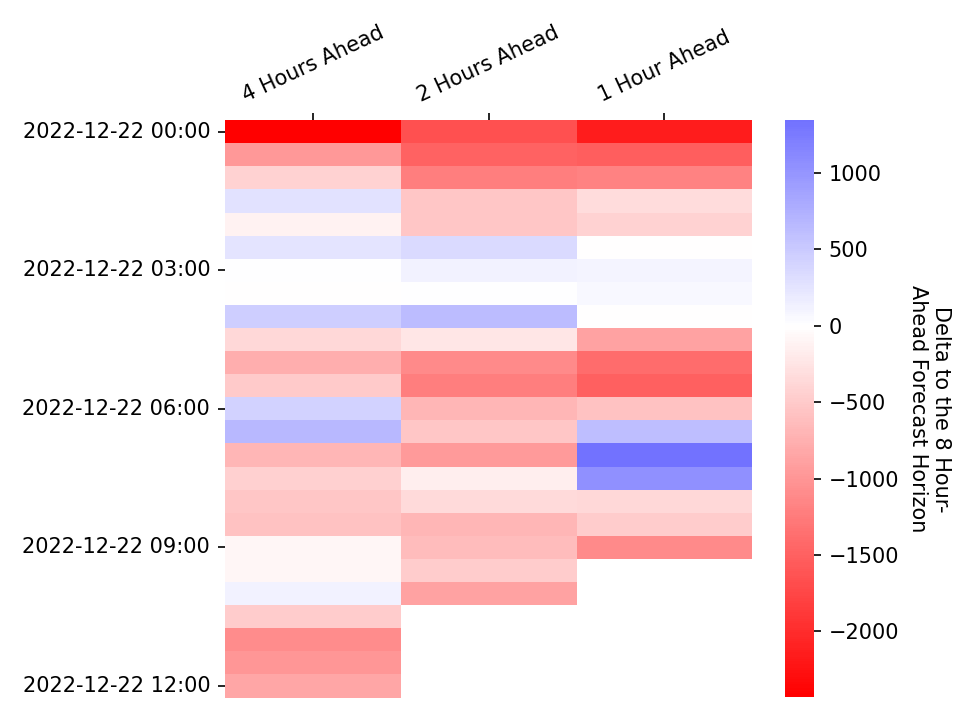 4 Hours Ahead
2 Hours Ahead
1 Hour Ahead
2022-12-22 00:00
2022-12-22 03:00
2022-12-22 06:00
2022-12-22 09:00
2022-12-22 12:00
1000
500
0
−500
−1000
−1500
−2000
Delta to the 8 Hour-
Ahead Forecast Horizon